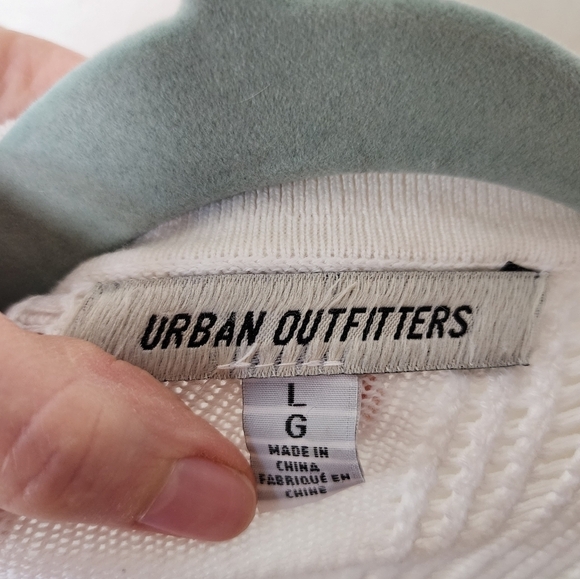 URBAN OUTFITTERS
L
G
MADE IN
CHINA
FABRIQUÉ EN
CHINE